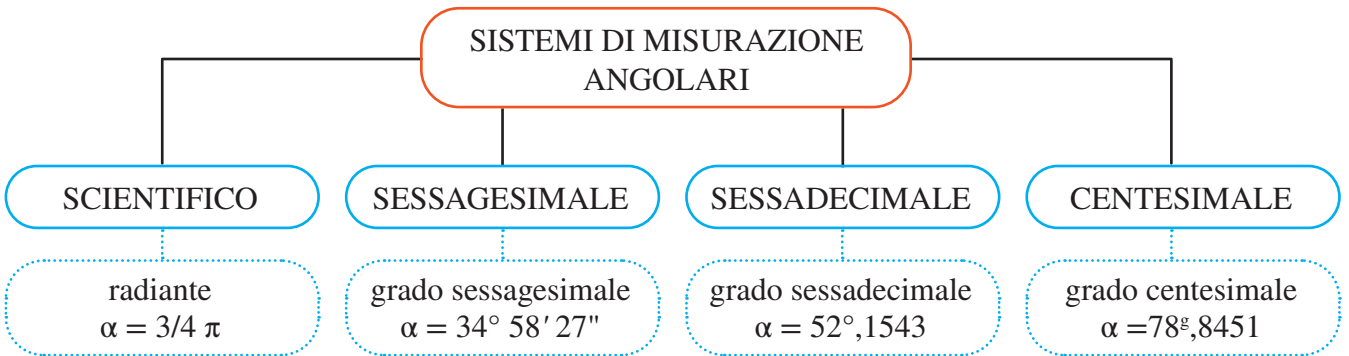 SISTEMI DI MISURAZIONE
ANGOLARI
SCIENTIFICO
SESSAGESIMALE
SESSADECIMALE
CENTESIMALE
radiante
α = 3/4 π
grado sessagesimale
α = 34° 58′ 27"
grado sessadecimale
α = 52°,1543
grado centesimale
α =78ᵍ,8451